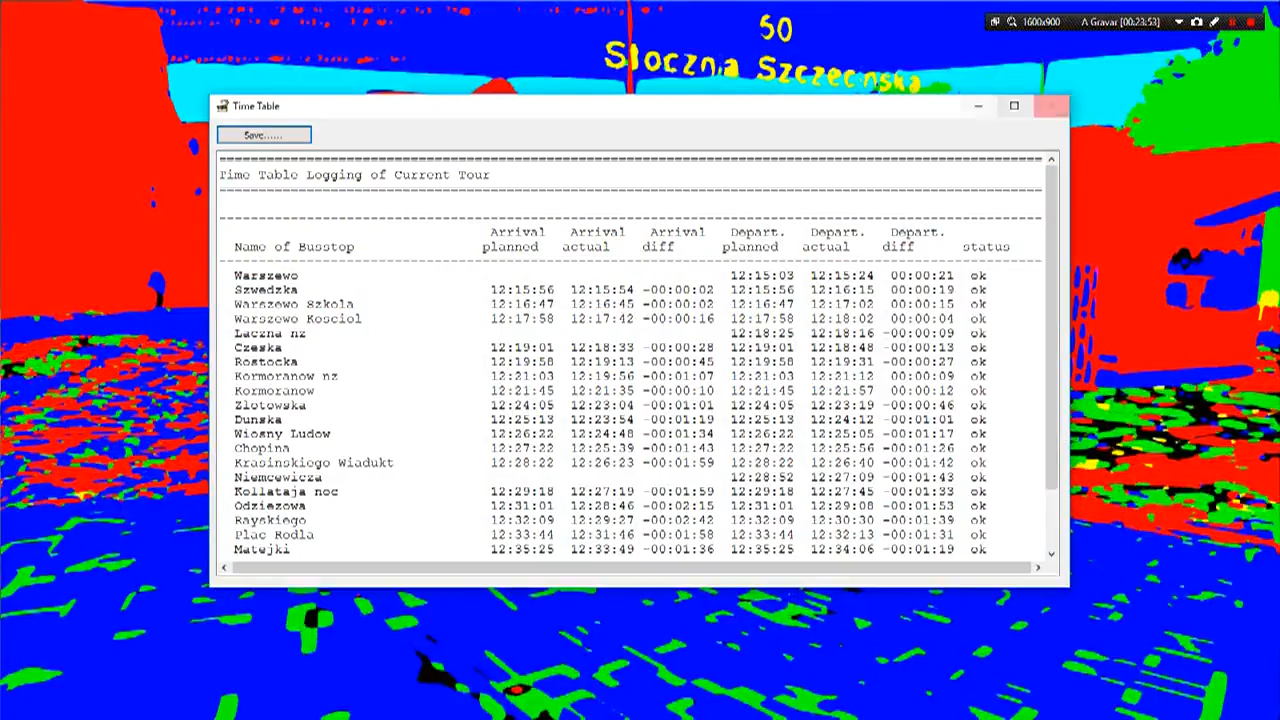 50
Stocznia Szczecinska
1600x900 A Gravar [00:23:53]
Time Table
Save......
Time Table Logging of Current Tour
Arrival Arrival Arrival Depart. Depart. Depart.
Name of Busstop planned actual diff planned actual diff status
Warszewo 12:15:03 12:15:24 00:00:21 ok
Szwedzka 12:15:56 12:15:54 -00:00:02 12:15:56 12:16:15 00:00:19 ok
Warszewo Szkola 12:16:47 12:16:45 -00:00:02 12:16:47 12:17:02 00:00:15 ok
Warszewo Kosciol 12:17:58 12:17:42 -00:00:16 12:17:58 12:18:02 00:00:04 ok
Laczna nz 12:18:25 12:18:16 -00:00:09 ok
Czeska 12:19:01 12:18:33 -00:00:28 12:19:01 12:18:48 -00:00:13 ok
Rostocka 12:19:58 12:19:13 -00:00:45 12:19:58 12:19:31 -00:00:27 ok
Kormoranow nz 12:21:03 12:19:56 -00:01:07 12:21:03 12:21:12 00:00:09 ok
Kormoranow 12:21:45 12:21:35 -00:00:10 12:21:45 12:21:57 00:00:12 ok
Zlotowska 12:24:05 12:23:04 -00:01:01 12:24:05 12:23:19 -00:00:46 ok
Dunska 12:25:13 12:23:54 -00:01:19 12:25:13 12:24:12 -00:01:01 ok
Wiosny Ludow 12:26:22 12:24:48 -00:01:34 12:26:22 12:25:05 -00:01:17 ok
Chopina 12:27:22 12:25:39 -00:01:43 12:27:22 12:25:56 -00:01:26 ok
Krasinskiego Wiadukt 12:28:22 12:26:23 -00:01:59 12:28:22 12:26:40 -00:01:42 ok
Niemcewicza 12:28:52 12:27:09 -00:01:43 ok
Kollataja noc 12:29:18 12:27:19 -00:01:59 12:29:18 12:27:45 -00:01:33 ok
Odziezowa 12:31:01 12:28:46 -00:02:15 12:31:01 12:29:08 -00:01:53 ok
Rayskiego 12:32:09 12:29:27 -00:02:42 12:32:09 12:30:30 -00:01:39 ok
Plac Rodla 12:33:44 12:31:46 -00:01:58 12:33:44 12:32:13 -00:01:31 ok
Matejki 12:35:25 12:33:49 -00:01:36 12:35:25 12:34:06 -00:01:19 ok